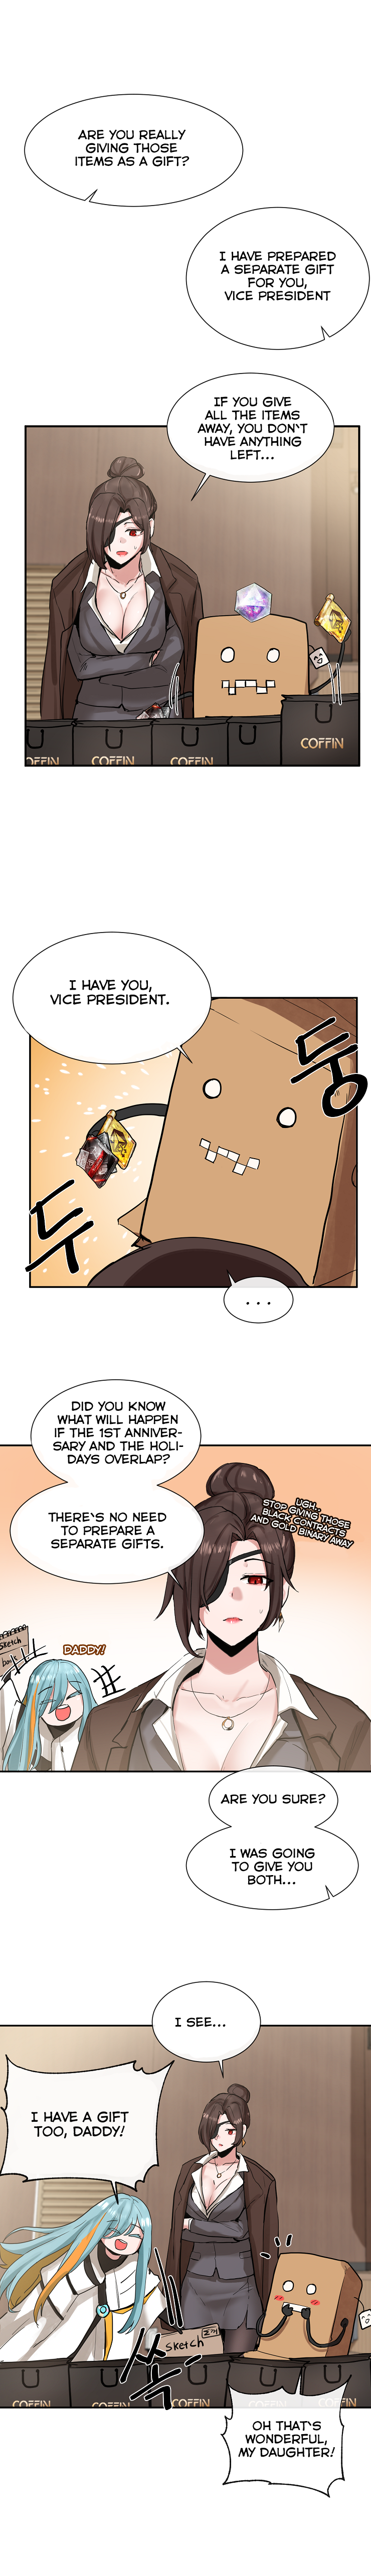 ARE YOU REALLY
GIVING THOSE
ITEMS AS A GIFT?
I HAVE PREPARED
A SEPARATE GIFT
FOR YOU,
VICE PRESIDENT
IF YOU GIVE
ALL THE ITEMS
AWAY, YOU DON'T
HAVE ANYTHING
LEFT...
COFFIN
OFFIN
COFFIN
COFFIN
I HAVE YOU,
VICE PRESIDENT.
둥
두
...
DID YOU KNOW
WHAT WILL HAPPEN
IF THE 1ST ANNIVER-
SARY AND THE HOLI-
DAYS OVERLAP?
UGH...
STOP GIVING THOSE
BLACK CONTRACTS
AND GOLD BINARY AWAY
THERE'S NO NEED
TO PREPARE A
SEPARATE GIFTS.
sketch
DADDY!
ARE YOU SURE?
I WAS GOING
TO GIVE YOU
BOTH...
I SEE...
I HAVE A GIFT
TOO, DADDY!
sketch
COFFIN
COFFIN
COFFIN
COFFIN
COFFIN
OH THAT'S
WONDERFUL,
MY DAUGHTER!